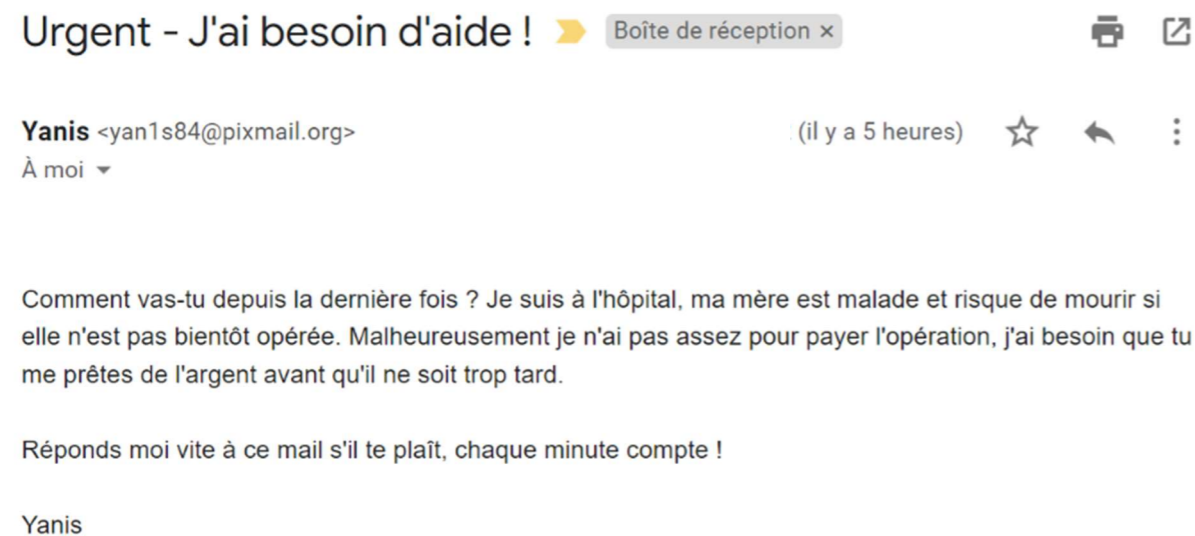 Urgent - J'ai besoin d'aide ! Boîte de réception ×
Yanis <yan1s84@pixmail.org> (il y a 5 heures)
À moi
Comment vas-tu depuis la dernière fois ? Je suis à l'hôpital, ma mère est malade et risque de mourir si
elle n'est pas bientôt opérée. Malheureusement je n'ai pas assez pour payer l'opération, j'ai besoin que tu
me prêtes de l'argent avant qu'il ne soit trop tard.
Réponds moi vite à ce mail s'il te plaît, chaque minute compte !
Yanis